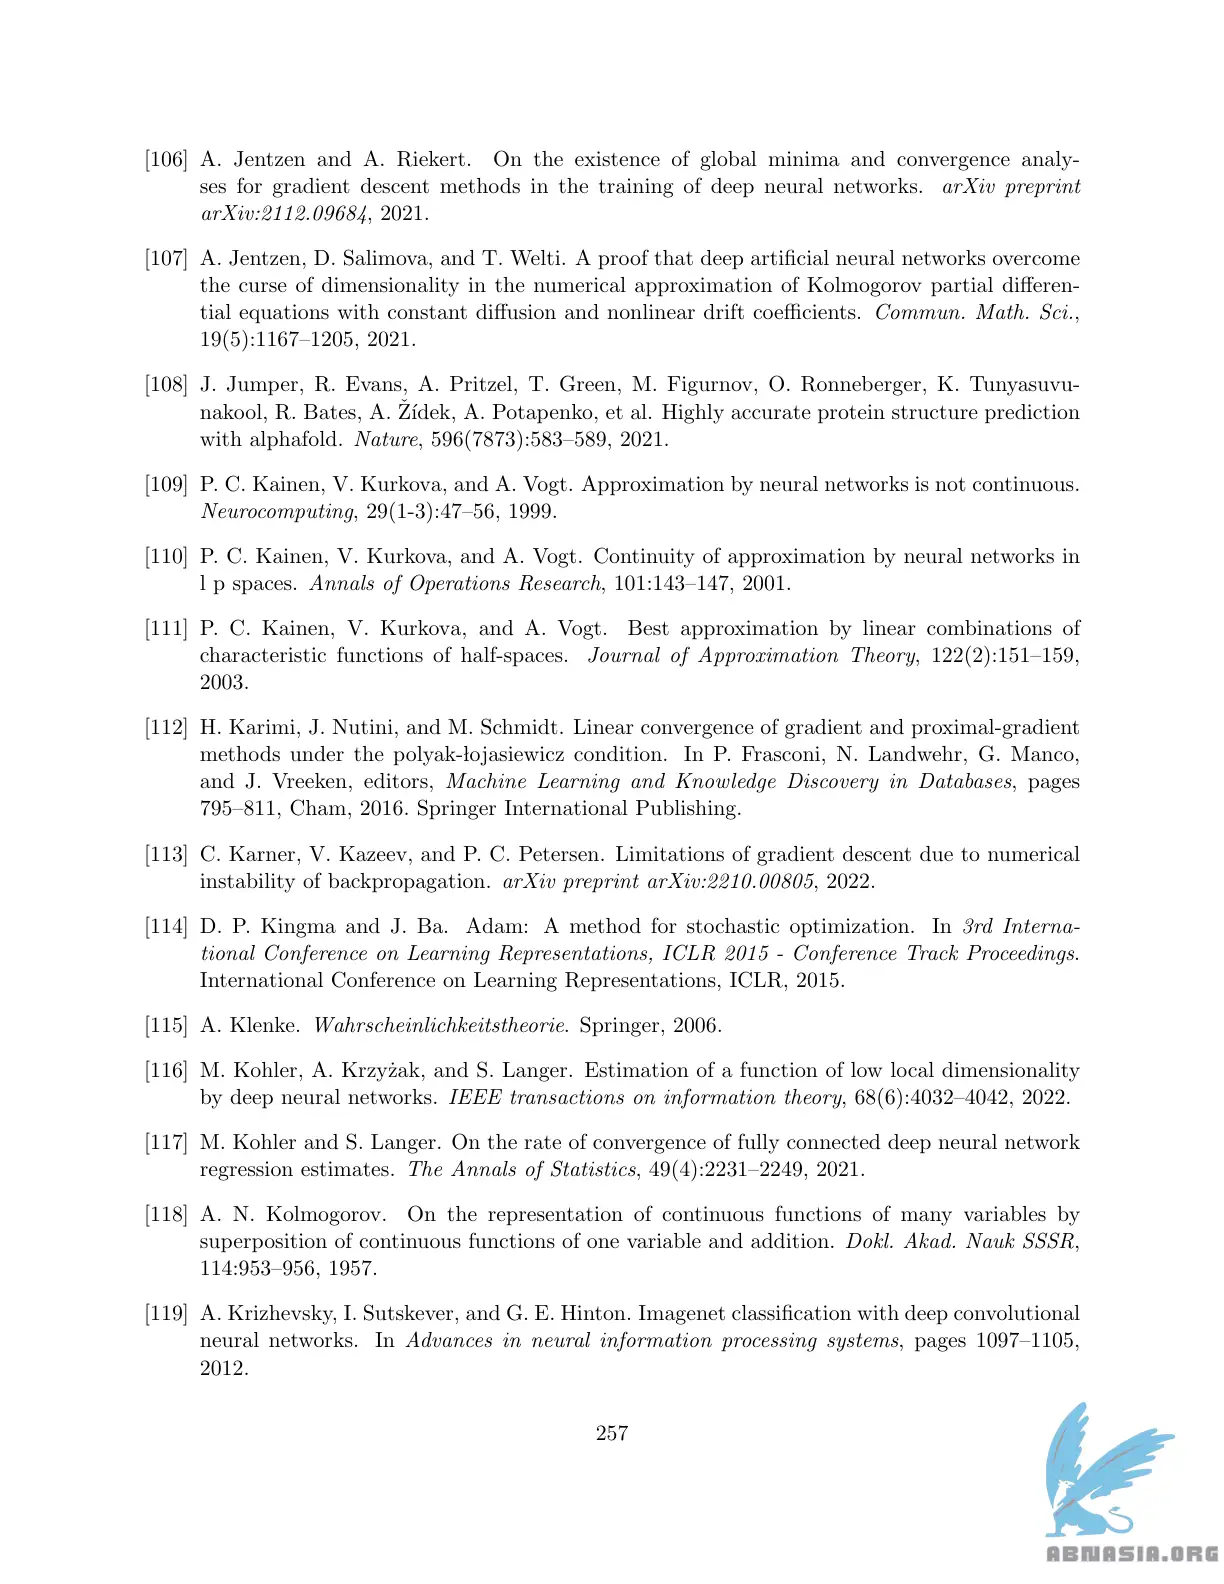 [106] A. Jentzen and A. Riekert. On the existence of global minima and convergence analy-
ses for gradient descent methods in the training of deep neural networks. arXiv preprint
arXiv:2112.09684, 2021.
[107] A. Jentzen, D. Salimova, and T. Welti. A proof that deep artificial neural networks overcome
the curse of dimensionality in the numerical approximation of Kolmogorov partial differen-
tial equations with constant diffusion and nonlinear drift coefficients. Commun. Math. Sci.,
19(5):1167–1205, 2021.
[108] J. Jumper, R. Evans, A. Pritzel, T. Green, M. Figurnov, O. Ronneberger, K. Tunyasuvu-
nakool, R. Bates, A. Žídek, A. Potapenko, et al. Highly accurate protein structure prediction
with alphafold. Nature, 596(7873):583–589, 2021.
[109] P. C. Kainen, V. Kurkova, and A. Vogt. Approximation by neural networks is not continuous.
Neurocomputing, 29(1-3):47–56, 1999.
[110] P. C. Kainen, V. Kurkova, and A. Vogt. Continuity of approximation by neural networks in
l p spaces. Annals of Operations Research, 101:143–147, 2001.
[111] P. C. Kainen, V. Kurkova, and A. Vogt. Best approximation by linear combinations of
characteristic functions of half-spaces. Journal of Approximation Theory, 122(2):151–159,
2003.
[112] H. Karimi, J. Nutini, and M. Schmidt. Linear convergence of gradient and proximal-gradient
methods under the polyak-łojasiewicz condition. In P. Frasconi, N. Landwehr, G. Manco,
and J. Vreeken, editors, Machine Learning and Knowledge Discovery in Databases, pages
795–811, Cham, 2016. Springer International Publishing.
[113] C. Karner, V. Kazeev, and P. C. Petersen. Limitations of gradient descent due to numerical
instability of backpropagation. arXiv preprint arXiv:2210.00805, 2022.
[114] D. P. Kingma and J. Ba. Adam: A method for stochastic optimization. In 3rd Interna-
tional Conference on Learning Representations, ICLR 2015 - Conference Track Proceedings.
International Conference on Learning Representations, ICLR, 2015.
[115] A. Klenke. Wahrscheinlichkeitstheorie. Springer, 2006.
[116] M. Kohler, A. Krzyżak, and S. Langer. Estimation of a function of low local dimensionality
by deep neural networks. IEEE transactions on information theory, 68(6):4032–4042, 2022.
[117] M. Kohler and S. Langer. On the rate of convergence of fully connected deep neural network
regression estimates. The Annals of Statistics, 49(4):2231–2249, 2021.
[118] A. N. Kolmogorov. On the representation of continuous functions of many variables by
superposition of continuous functions of one variable and addition. Dokl. Akad. Nauk SSSR,
114:953–956, 1957.
[119] A. Krizhevsky, I. Sutskever, and G. E. Hinton. Imagenet classification with deep convolutional
neural networks. In Advances in neural information processing systems, pages 1097–1105,
2012.
257
ABNASIA.ORG